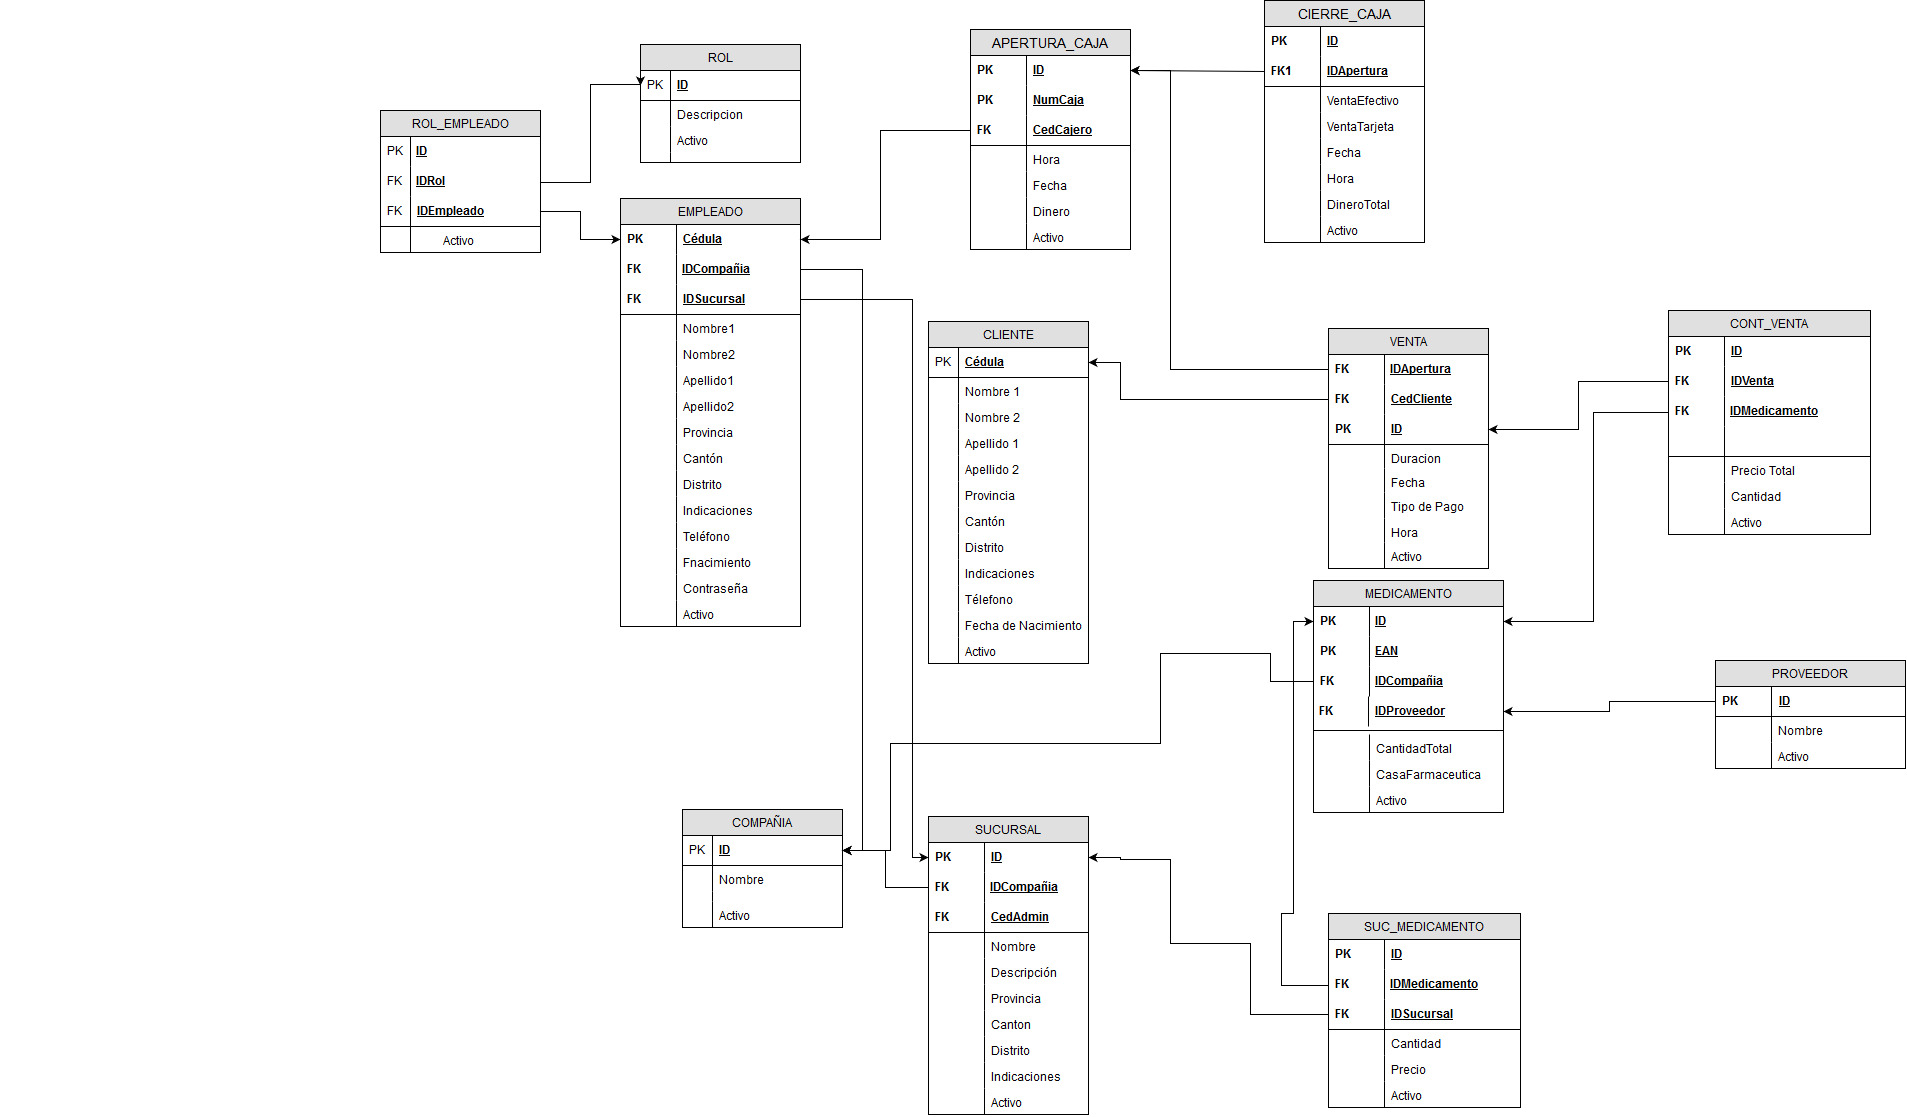 ROL_EMPLEADO
PK ID
FK IDRol
FK IDEmpleado
Activo
ROL
PK ID
Descripcion
Activo
EMPLEADO
PK Cédula
FK IDCompañia
FK IDSucursal
Nombre1
Nombre2
Apellido1
Apellido2
Provincia
Cantón
Distrito
Indicaciones
Teléfono
Fnacimiento
Contraseña
Activo
APERTURA_CAJA
PK ID
PK NumCaja
FK CedCajero
Hora
Fecha
Dinero
Activo
CIERRE_CAJA
PK ID
FK1 IDApertura
VentaEfectivo
VentaTarjeta
Fecha
Hora
DineroTotal
Activo
CLIENTE
PK Cédula
Nombre 1
Nombre 2
Apellido 1
Apellido 2
Provincia
Cantón
Distrito
Indicaciones
Télefono
Fecha de Nacimiento
Activo
VENTA
FK IDApertura
FK CedCliente
PK ID
Duracion
Fecha
Tipo de Pago
Hora
Activo
CONT_VENTA
PK ID
FK IDVenta
FK IDMedicamento
Precio Total
Cantidad
Activo
MEDICAMENTO
PK ID
PK EAN
FK IDCompañia
FK IDProveedor
CantidadTotal
CasaFarmaceutica
Activo
PROVEEDOR
PK ID
Nombre
Activo
COMPAÑIA
PK ID
Nombre
Activo
SUCURSAL
PK ID
FK IDCompañia
FK CedAdmin
Nombre
Descripción
Provincia
Canton
Distrito
Indicaciones
Activo
SUC_MEDICAMENTO
PK ID
FK IDMedicamento
FK IDSucursal
Cantidad
Precio
Activo